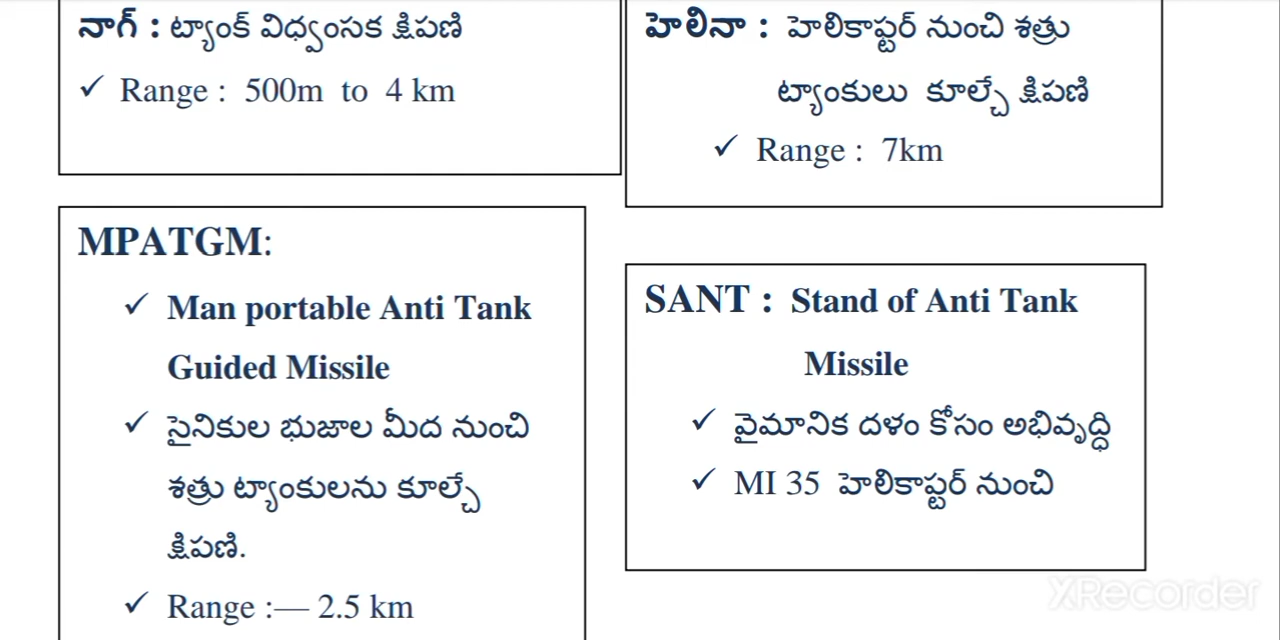 నాగ్ : ట్యాంక్ విధ్వంసక క్షిపణి
✓ Range : 500m to 4 km
హెలినా : హెలికాప్టర్ నుంచి శత్రు
ట్యాంకులు కూల్చే క్షిపణి
✓ Range : 7km
MPATGM:
✓ Man portable Anti Tank
Guided Missile
✓ సైనికుల భుజాల మీద నుంచి
శత్రు ట్యాంకులను కూల్చే
క్షిపణి.
✓ Range :— 2.5 km
SANT : Stand of Anti Tank
Missile
✓ వైమానిక దళం కోసం అభివృద్ధి
✓ MI 35 హెలికాప్టర్ నుంచి
XRecorder